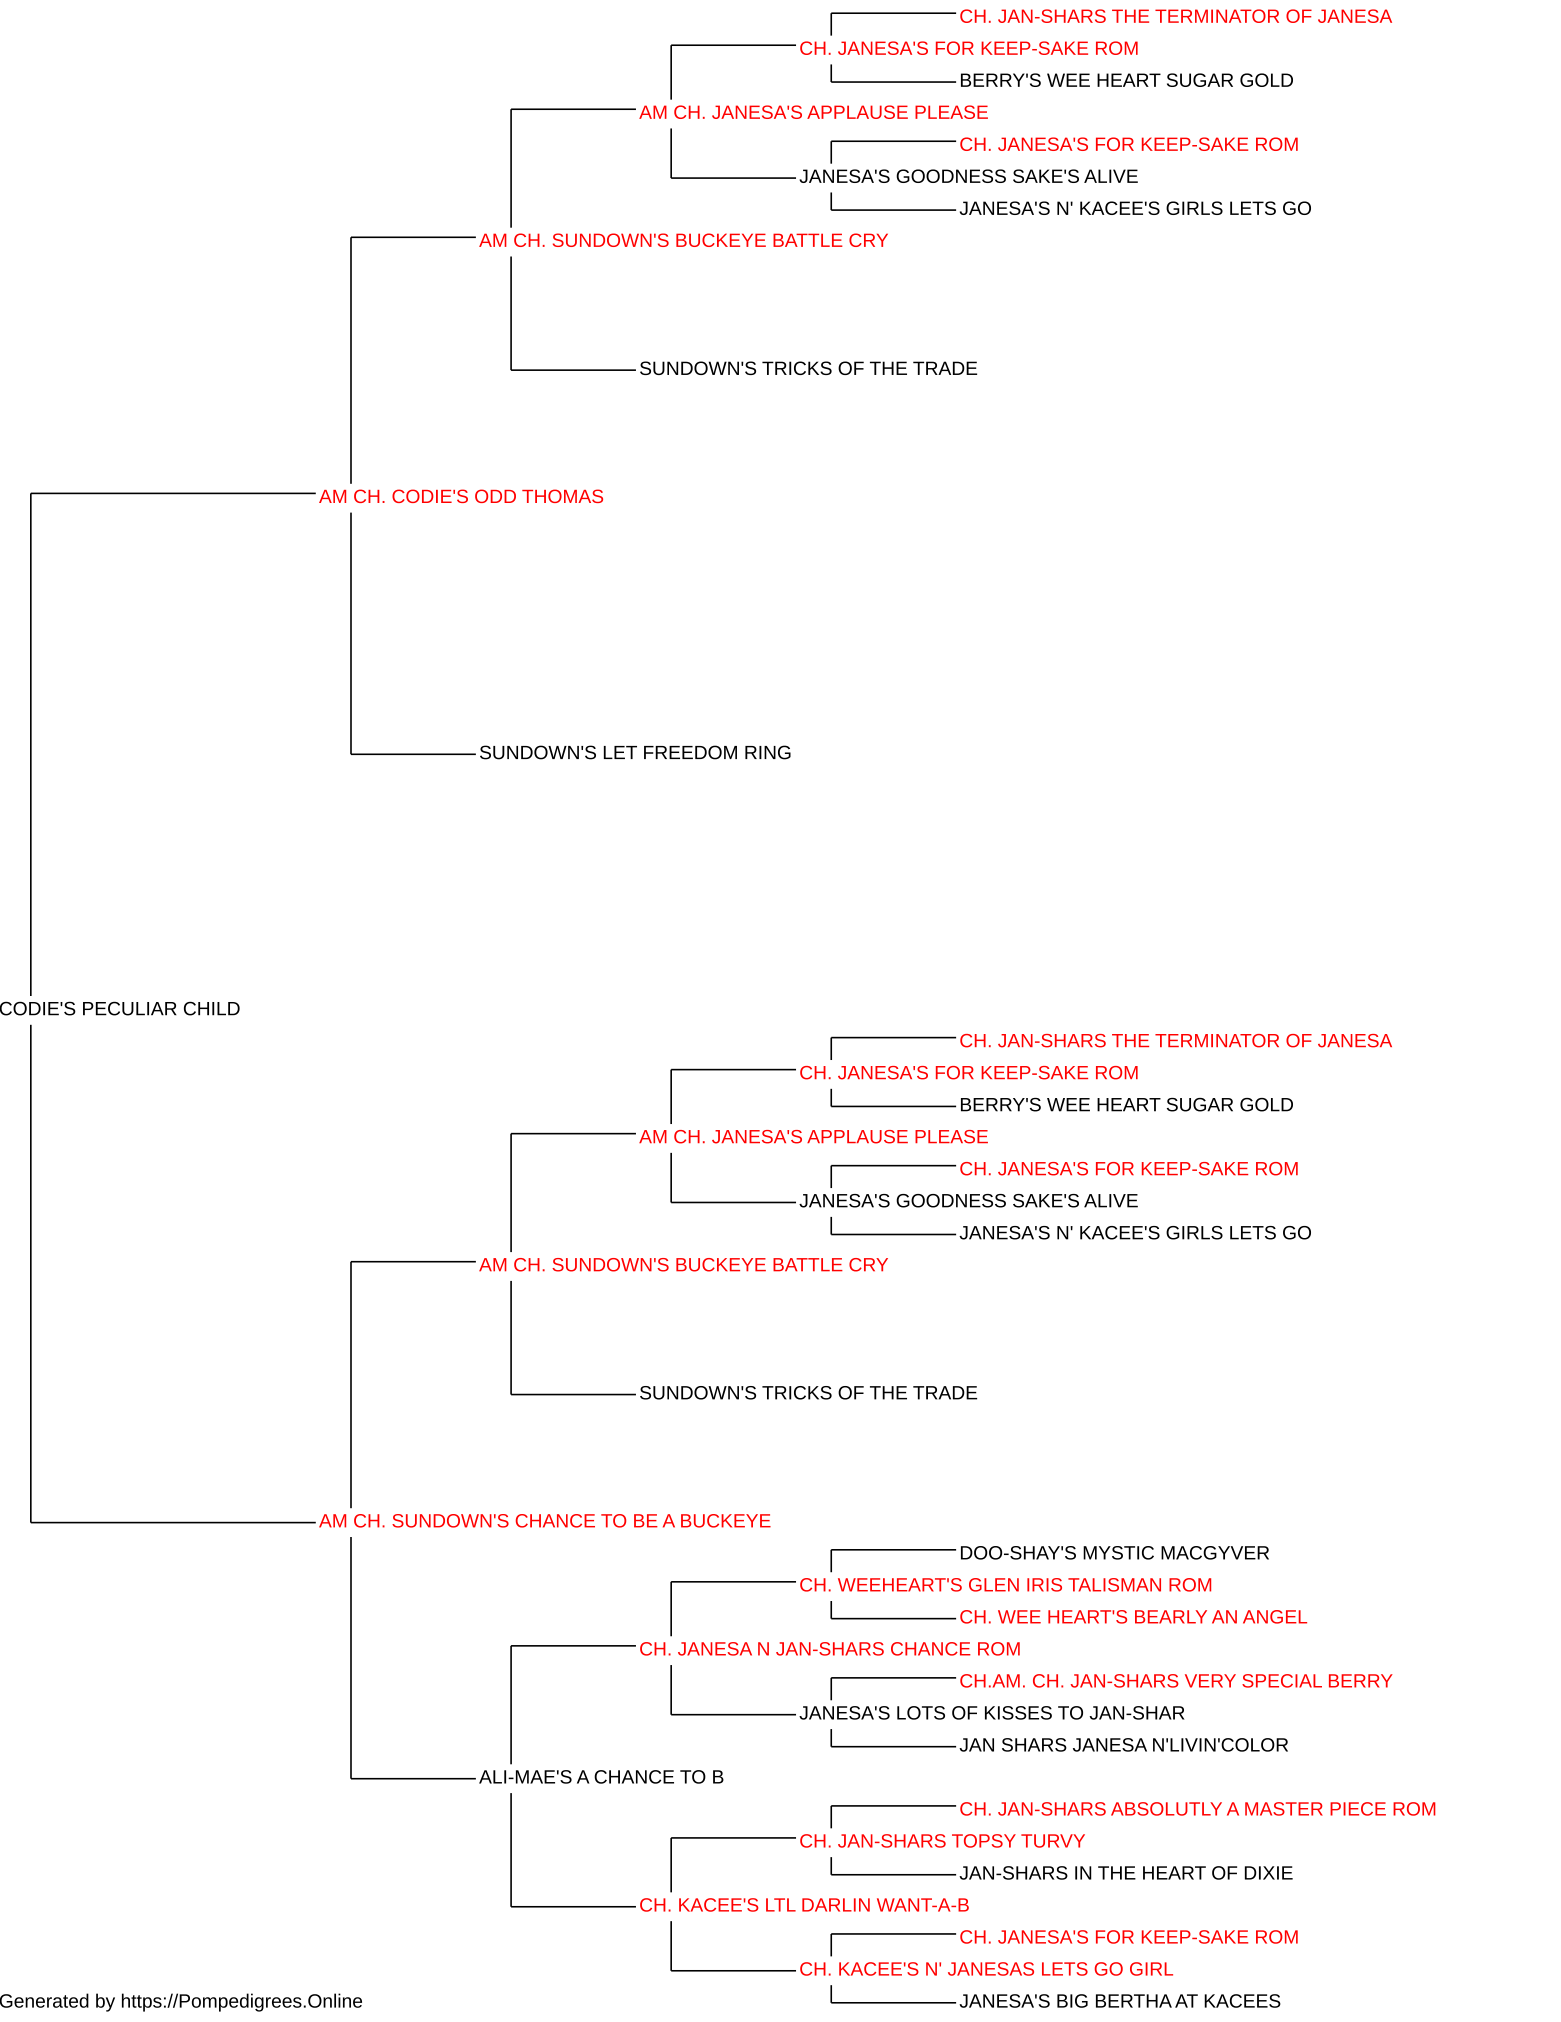 CH. JAN-SHARS THE TERMINATOR OF JANESA
CH. JANESA'S FOR KEEP-SAKE ROM
BERRY'S WEE HEART SUGAR GOLD
AM CH. JANESA'S APPLAUSE PLEASE
CH. JANESA'S FOR KEEP-SAKE ROM
JANESA'S GOODNESS SAKE'S ALIVE
JANESA'S N' KACEE'S GIRLS LETS GO
AM CH. SUNDOWN'S BUCKEYE BATTLE CRY
SUNDOWN'S TRICKS OF THE TRADE
AM CH. CODIE'S ODD THOMAS
SUNDOWN'S LET FREEDOM RING
CODIE'S PECULIAR CHILD
CH. JAN-SHARS THE TERMINATOR OF JANESA
CH. JANESA'S FOR KEEP-SAKE ROM
BERRY'S WEE HEART SUGAR GOLD
AM CH. JANESA'S APPLAUSE PLEASE
CH. JANESA'S FOR KEEP-SAKE ROM
JANESA'S GOODNESS SAKE'S ALIVE
JANESA'S N' KACEE'S GIRLS LETS GO
AM CH. SUNDOWN'S BUCKEYE BATTLE CRY
SUNDOWN'S TRICKS OF THE TRADE
AM CH. SUNDOWN'S CHANCE TO BE A BUCKEYE
DOO-SHAY'S MYSTIC MACGYVER
CH. WEEHEART'S GLEN IRIS TALISMAN ROM
CH. WEE HEART'S BEARLY AN ANGEL
CH. JANESA N JAN-SHARS CHANCE ROM
CH.AM. CH. JAN-SHARS VERY SPECIAL BERRY
JANESA'S LOTS OF KISSES TO JAN-SHAR
JAN SHARS JANESA N'LIVIN'COLOR
ALI-MAE'S A CHANCE TO B
CH. JAN-SHARS ABSOLUTLY A MASTER PIECE ROM
CH. JAN-SHARS TOPSY TURVY
JAN-SHARS IN THE HEART OF DIXIE
CH. KACEE'S LTL DARLIN WANT-A-B
CH. JANESA'S FOR KEEP-SAKE ROM
CH. KACEE'S N' JANESAS LETS GO GIRL
JANESA'S BIG BERTHA AT KACEES
Generated by https://Pompedigrees.Online